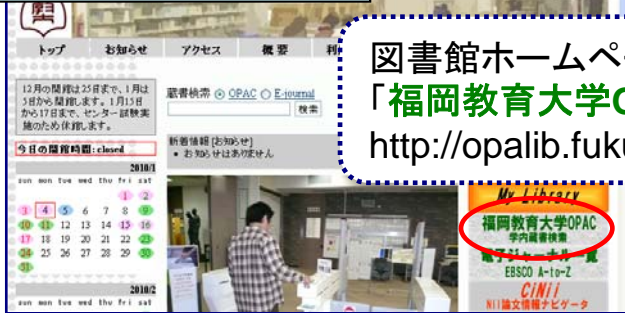 トップ お知らせ アクセス 概要 利
図書館ホームペ
「福岡教育大学O
http://opalib.fuku
12月の開館は25日まで、1月は
5日から開館します。1月15日
から17日まで、センター試験実
施のため休館します。
蔵書検索 OPAC E-journal
検索
新着情報 [お知らせ]
• お知らせはありません
今日の開館時間: closed
2010/1
sun mon tue wed thu fri sat
1 2
3 4 5 6 7 8 9
10 11 12 13 14 15 16
17 18 19 20 21 22 23
24 25 26 27 28 29 30
31
2010/2
sun mon tue wed thu fri sat
My Library
福岡教育大学OPAC
学内蔵書検索
電子ジャーナル一覧
EBSCO A-to-Z
CiNii
NII論文情報ナビゲータ